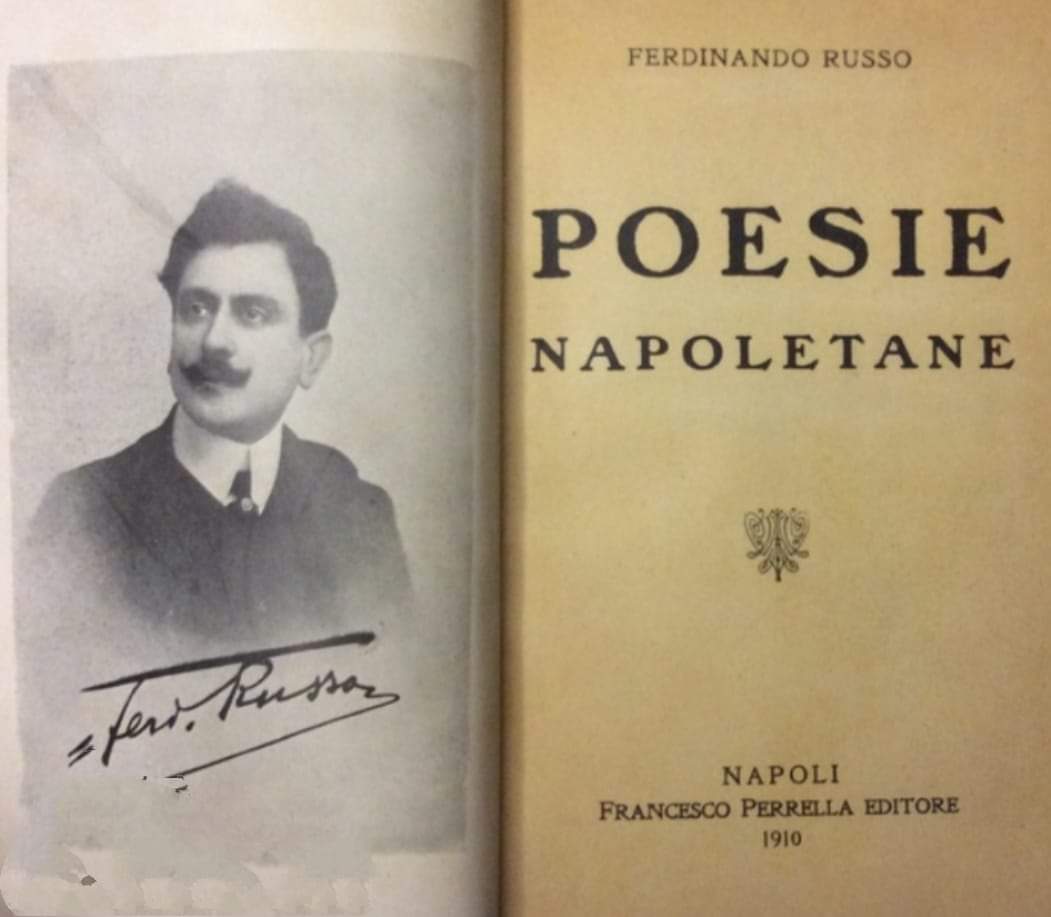 Ferd. Russo
FERDINANDO RUSSO
POESIE
NAPOLETANE
NAPOLI
FRANCESCO PERRELLA EDITORE
1910